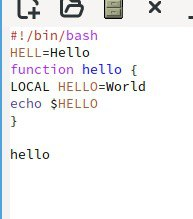 #!/bin/bash
HELL=Hello
function hello {
LOCAL HELLO=World
echo $HELLO
}
hello